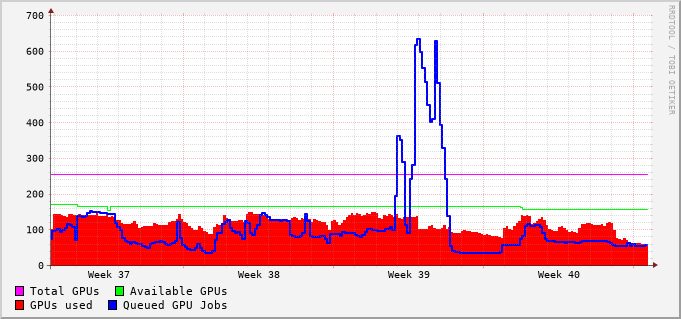 700
600
500
400
300
200
100
0
Week 37 Week 38 Week 39 Week 40
Total GPUs Available GPUs
GPUs used Queued GPU Jobs
RRDTOOL / TOBI OETIKER